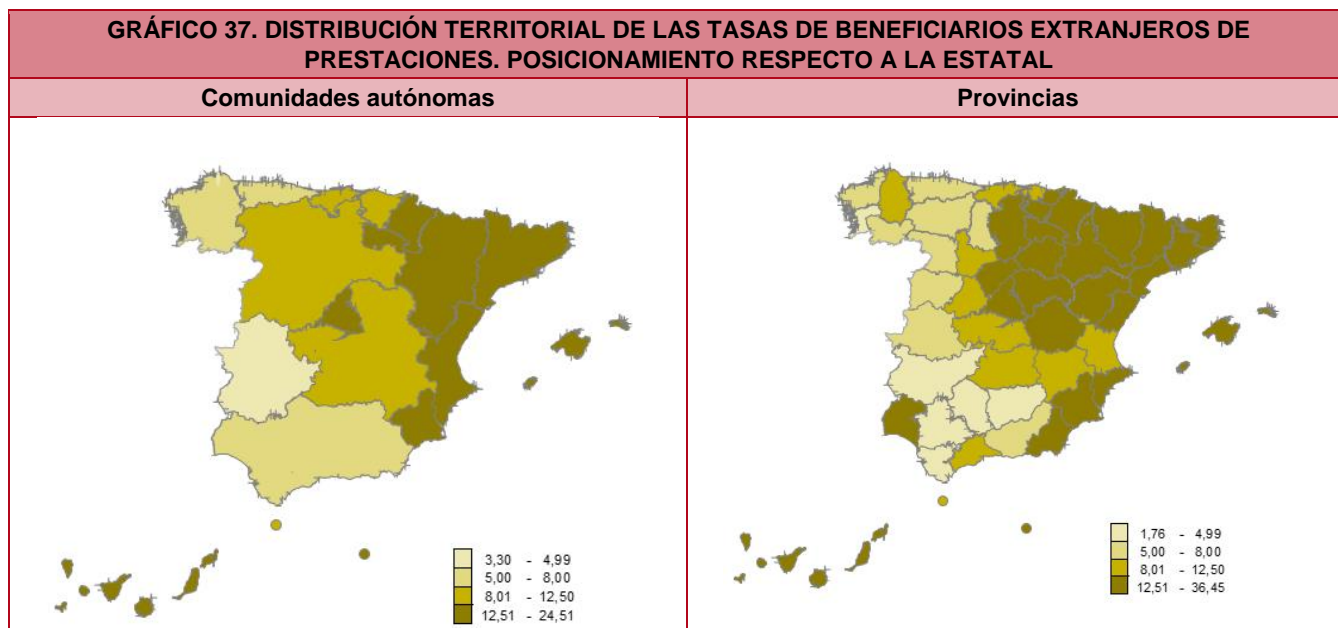 GRÁFICO 37. DISTRIBUCIÓN TERRITORIAL DE LAS TASAS DE BENEFICIARIOS EXTRANJEROS DE
PRESTACIONES. POSICIONAMIENTO RESPECTO A LA ESTATAL
Comunidades autónomas
Provincias
3,30 - 4,99
5,00 - 8,00
8,01 - 12,50
12,51 - 24,51
1,76 - 4,99
5,00 - 8,00
8,01 - 12,50
12,51 - 36,45